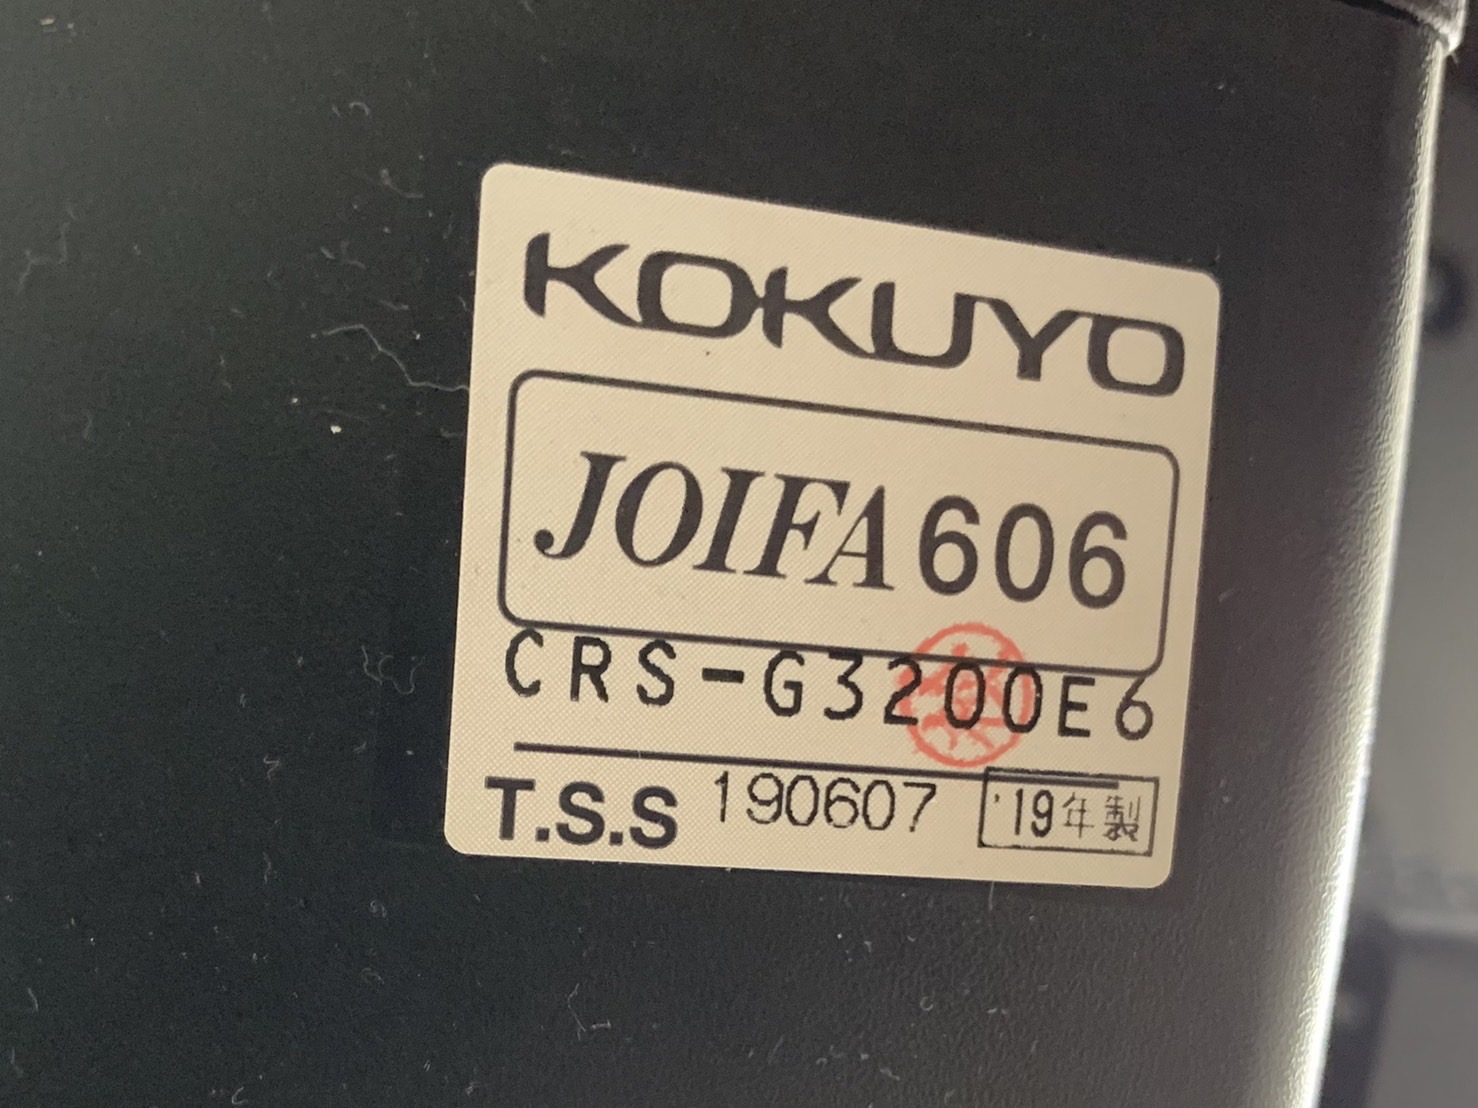 KOKUYO
JOIFA 606
CRS-G3200E6
T.S.S 190607 '19年製